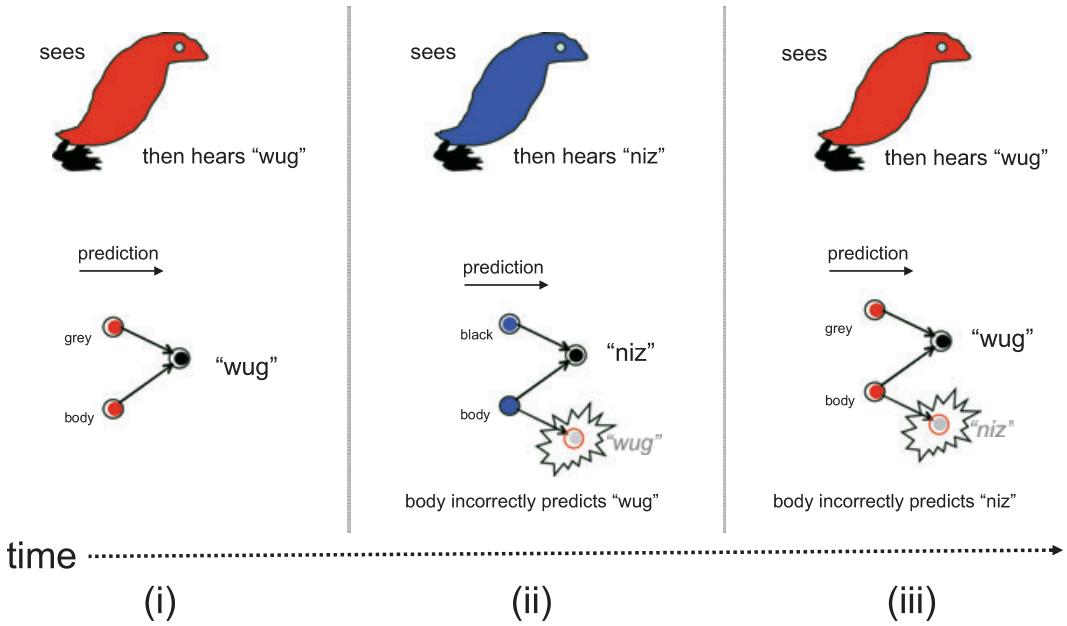 sees
then hears “wug”
prediction
grey
“wug”
body
sees
then hears “niz”
prediction
black
“niz”
body
“wug”
body incorrectly predicts “wug”
sees
then hears “wug”
prediction
grey
“wug”
body
“niz”
body incorrectly predicts “niz”
time
(i)
(ii)
(iii)